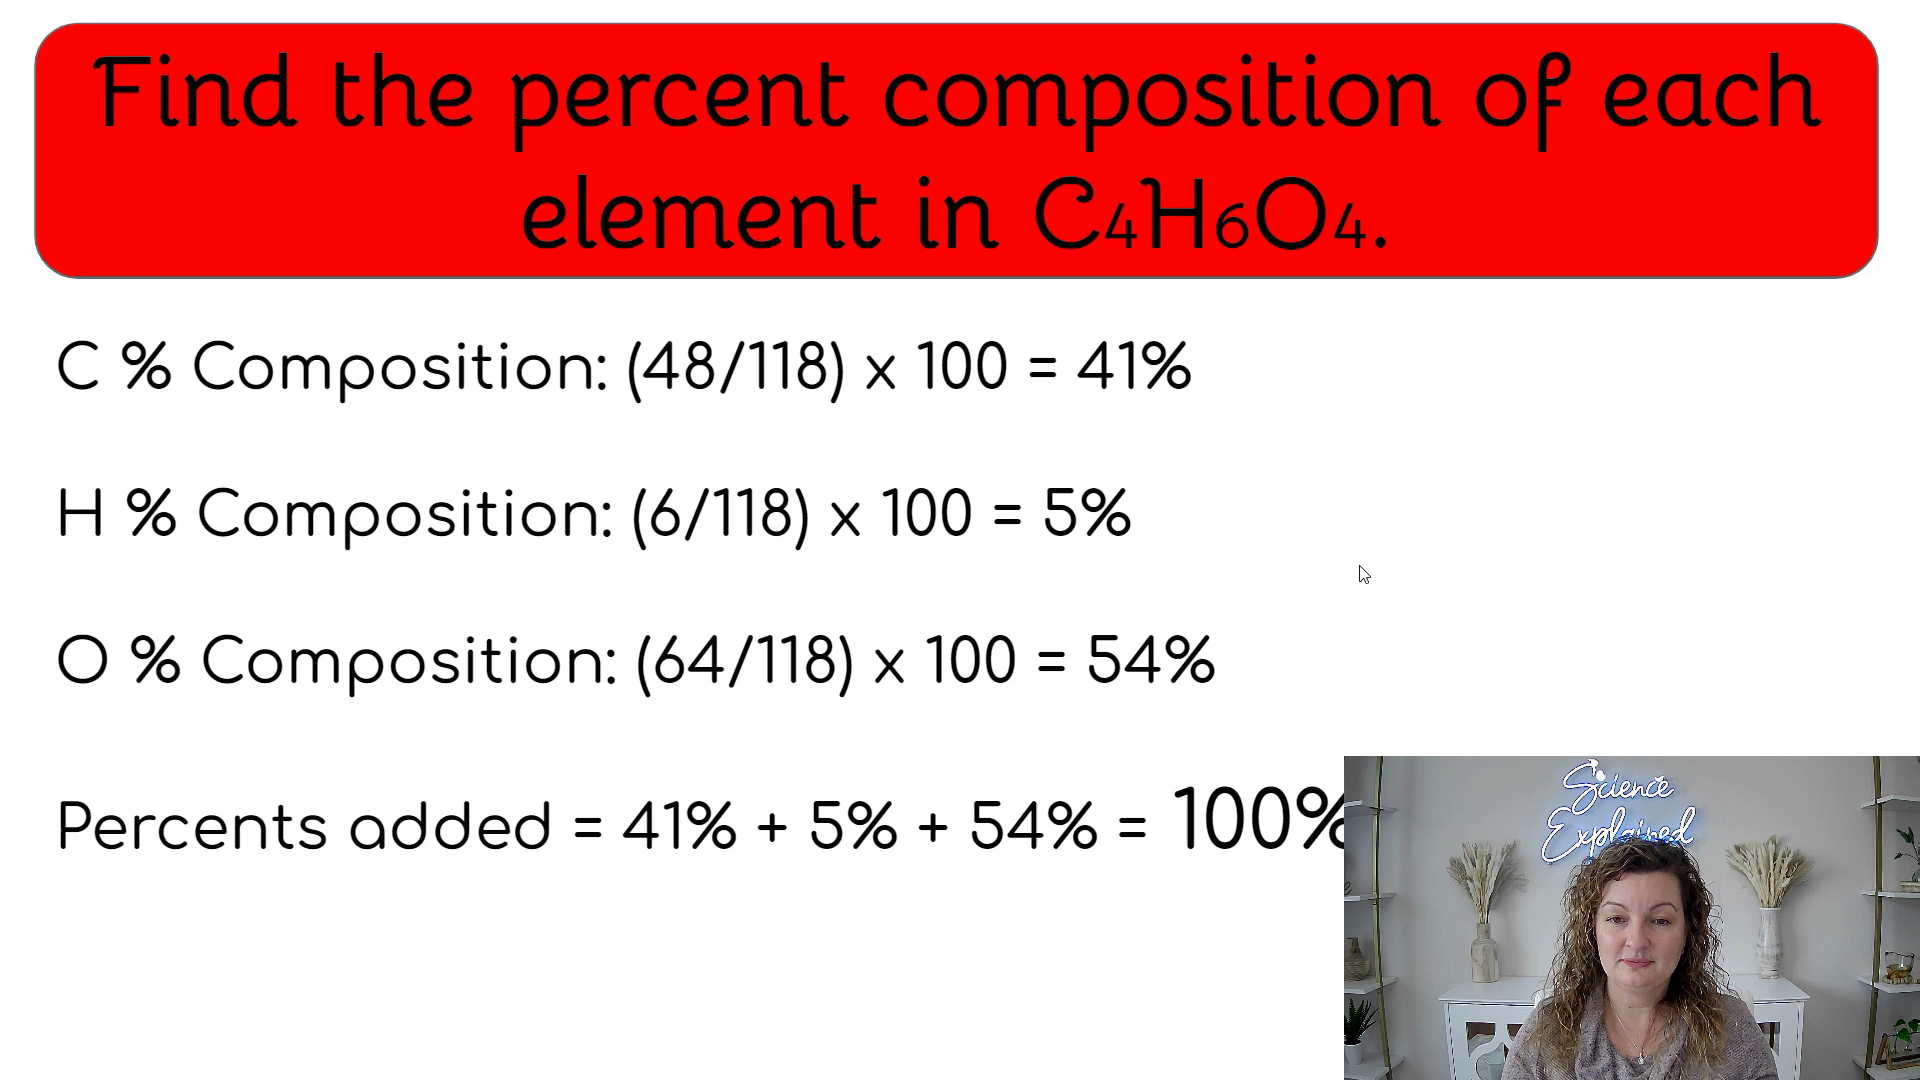 Find the percent composition of each
element in C₄H₆O₄.
C % Composition: (48/118) x 100 = 41%
H % Composition: (6/118) x 100 = 5%
O % Composition: (64/118) x 100 = 54%
Percents added = 41% + 5% + 54% = 100%
Science
Explained